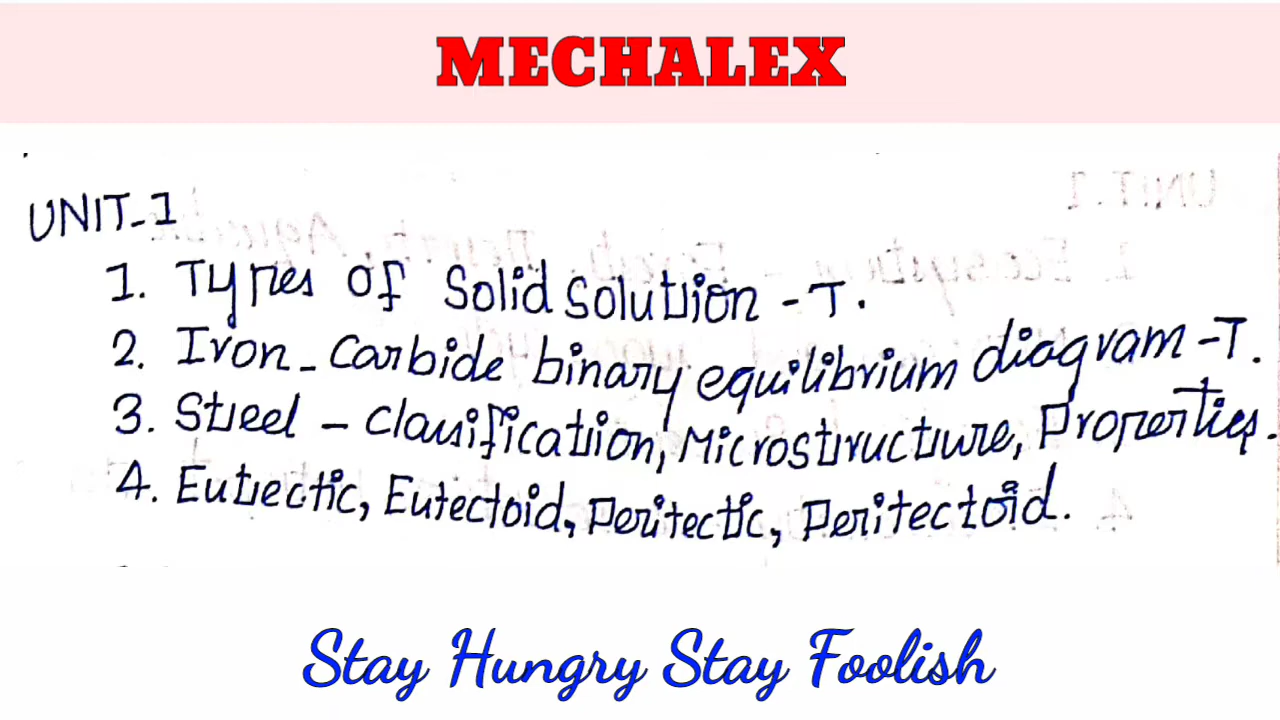 MECHALEX
UNIT-1
1. Types of Solid Solution - T.
2. Iron - Carbide binary equilibrium diagram - T.
3. Steel - Classification, Microstructure, Properties.
4. Eutectic, Eutectoid, Peritectic, Peritectoid.
Stay Hungry Stay Foolish